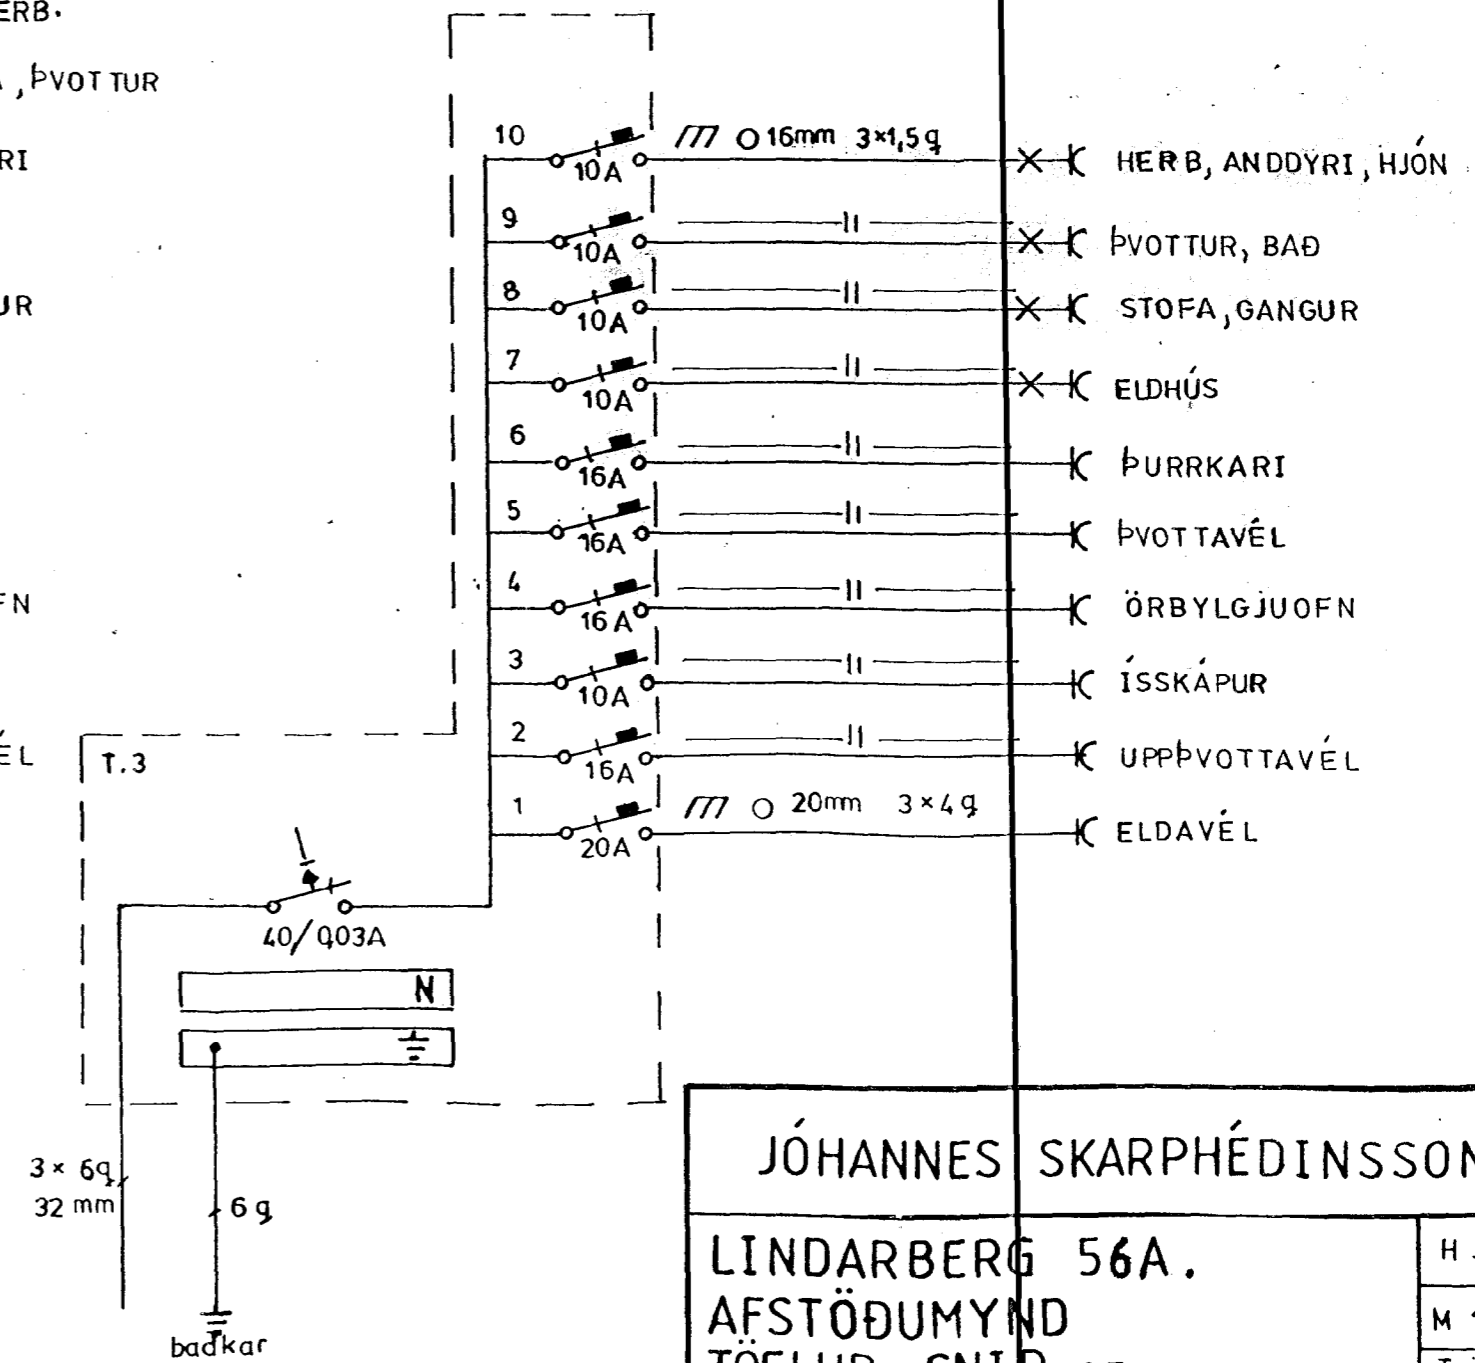 ERB.
, ÞVOTTUR
RI
UR
FN
ÉL
10 10A 16mm 3×1,5q HERB, ANDDYRI, HJÓN
9 10A ÞVOTTUR, BAÐ
8 10A STOFA, GANGUR
7 10A ELDHÚS
6 16A ÞURRKARI
5 16A ÞVOTTAVÉL
4 16A ÖRBYLGJUOFN
3 10A ÍSSKÁPUR
2 16A UPPÞVOTTAVÉL
T.3
1 20A 20mm 3×4q ELDAVÉL
40/003A
N
3× 6q
32 mm
6q
baðkar
JÓHANNES SKARPHÉDINSSON
LINDARBERG 56A.
AFSTÖÐUMYND
H
M